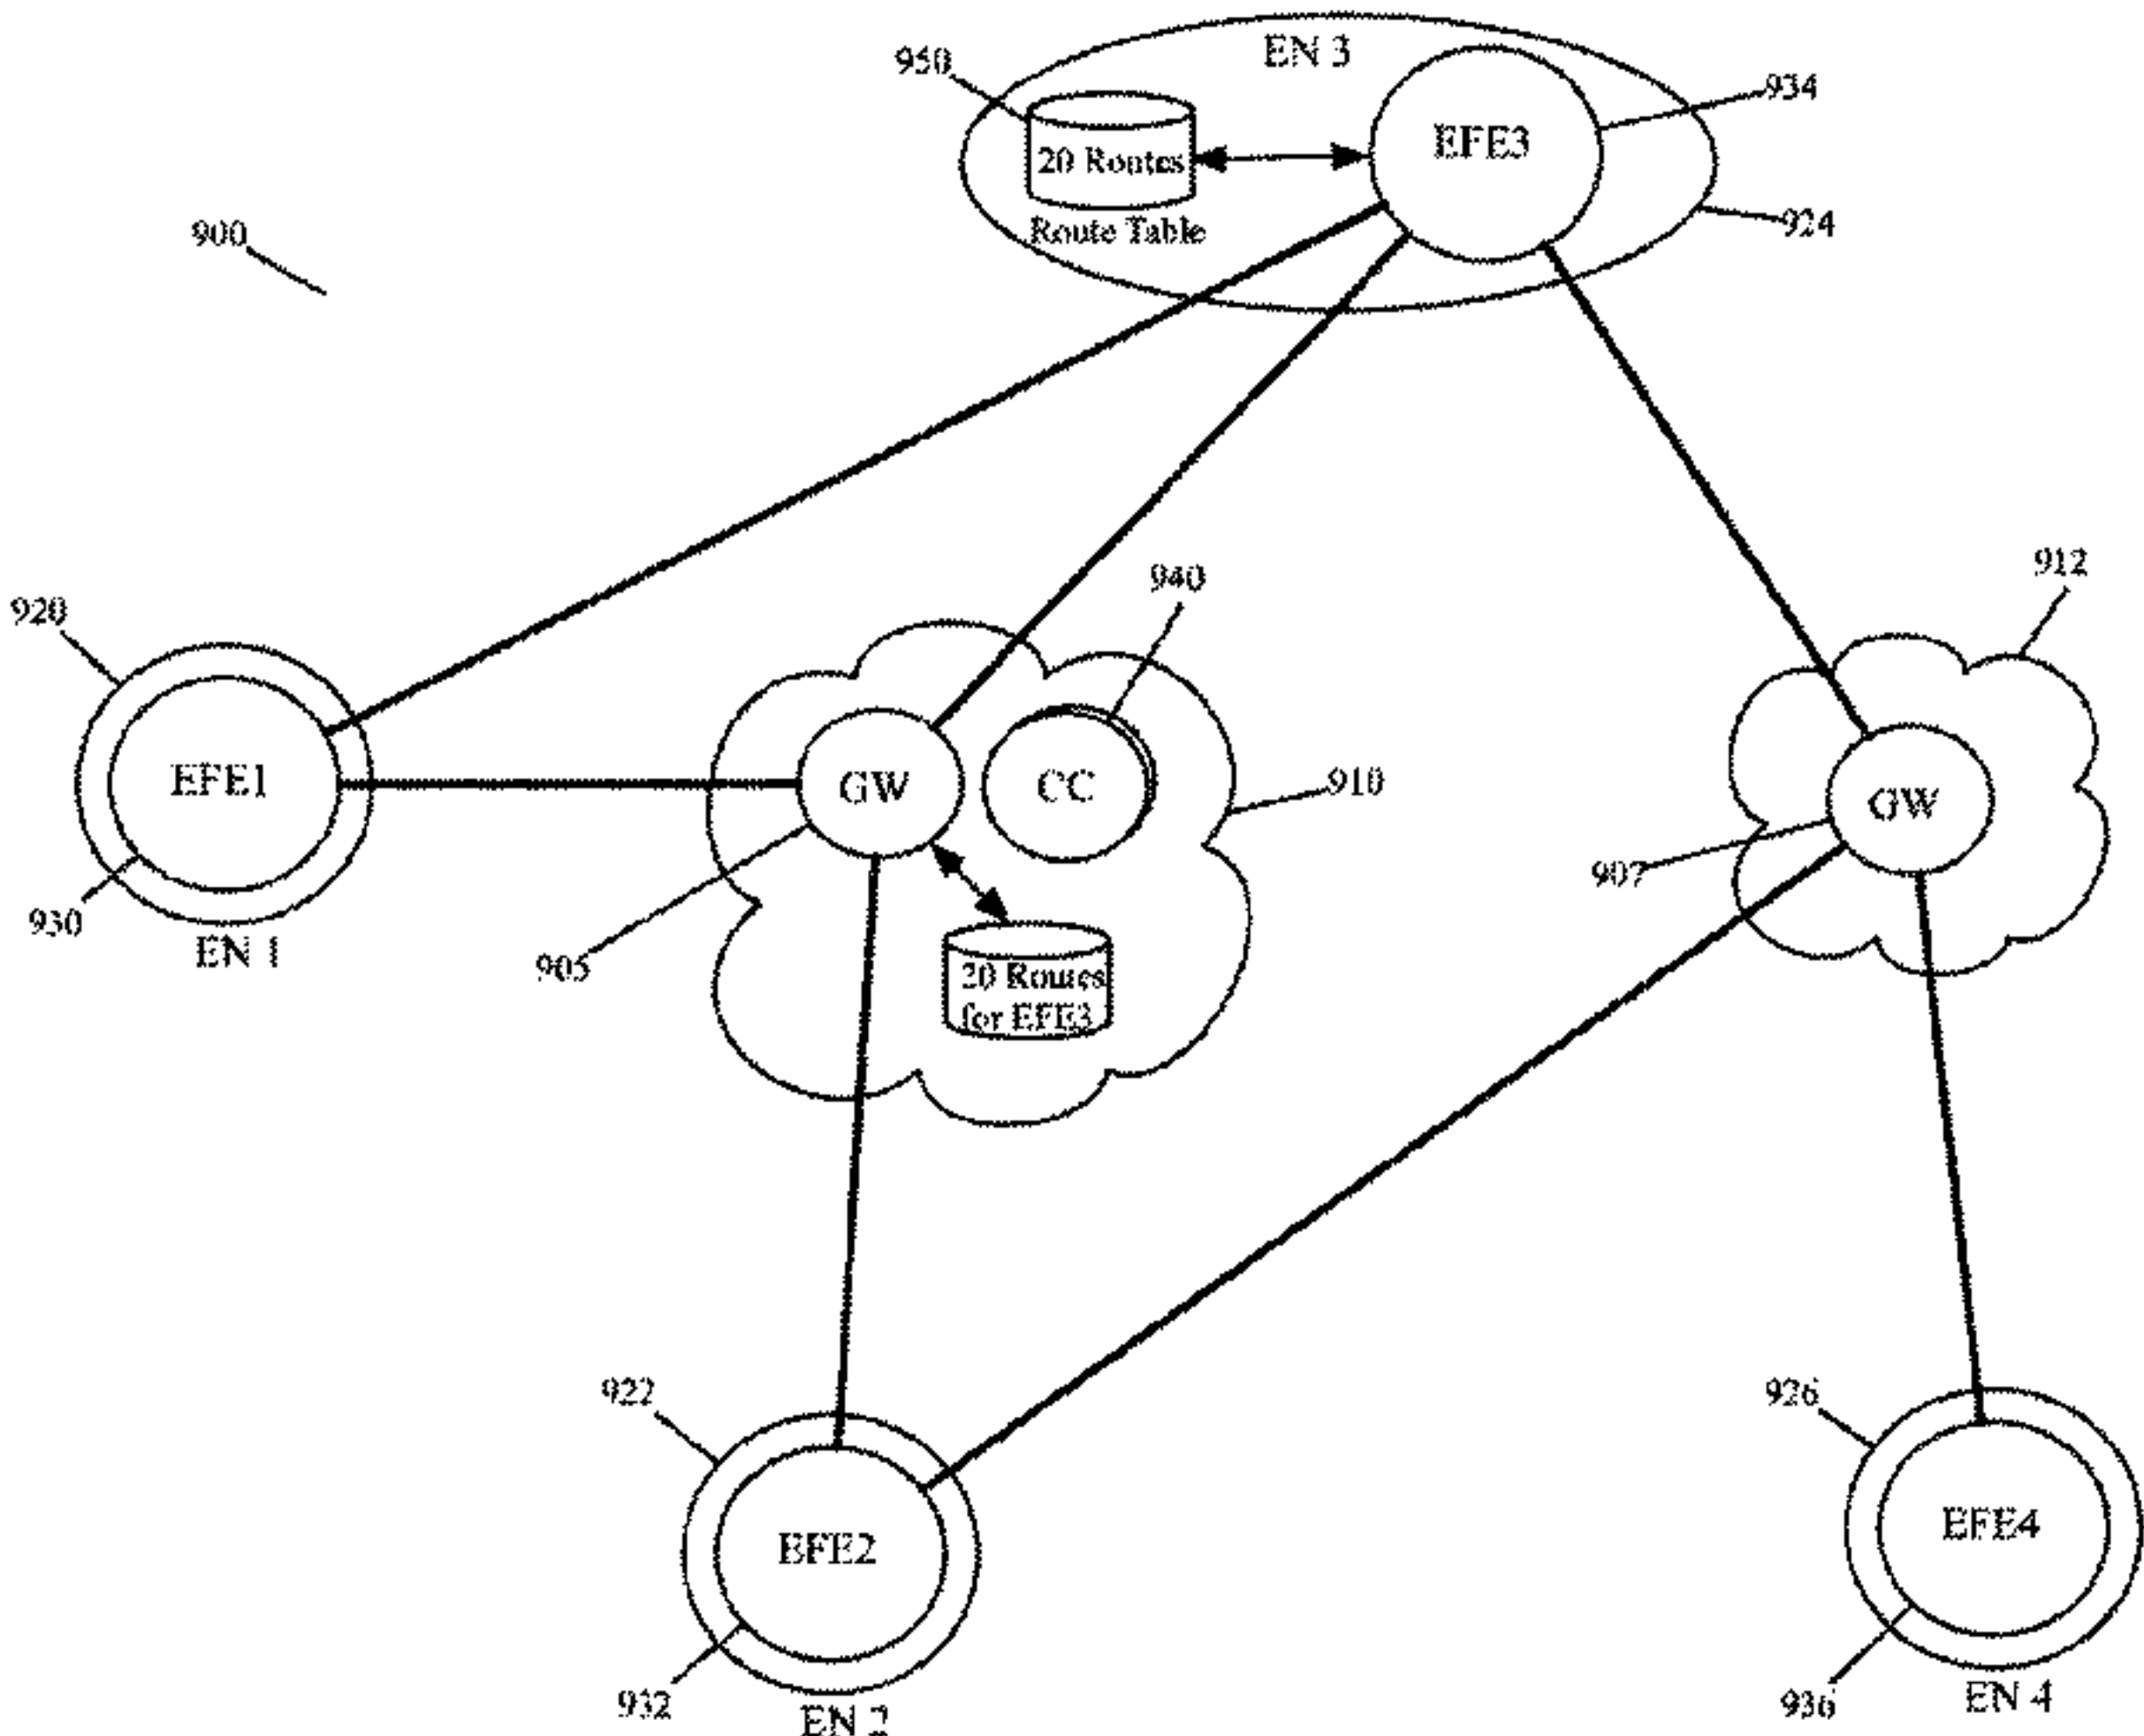 EN 3
950
934
EFE3
20 Routes
Route Table
924
900
940
912
920
EFE1
GW
CC
910
GW
907
930
EN 1
905
20 Routes
for EFE3
922
926
EFE2
EFE4
932
EN 2
936
EN 4